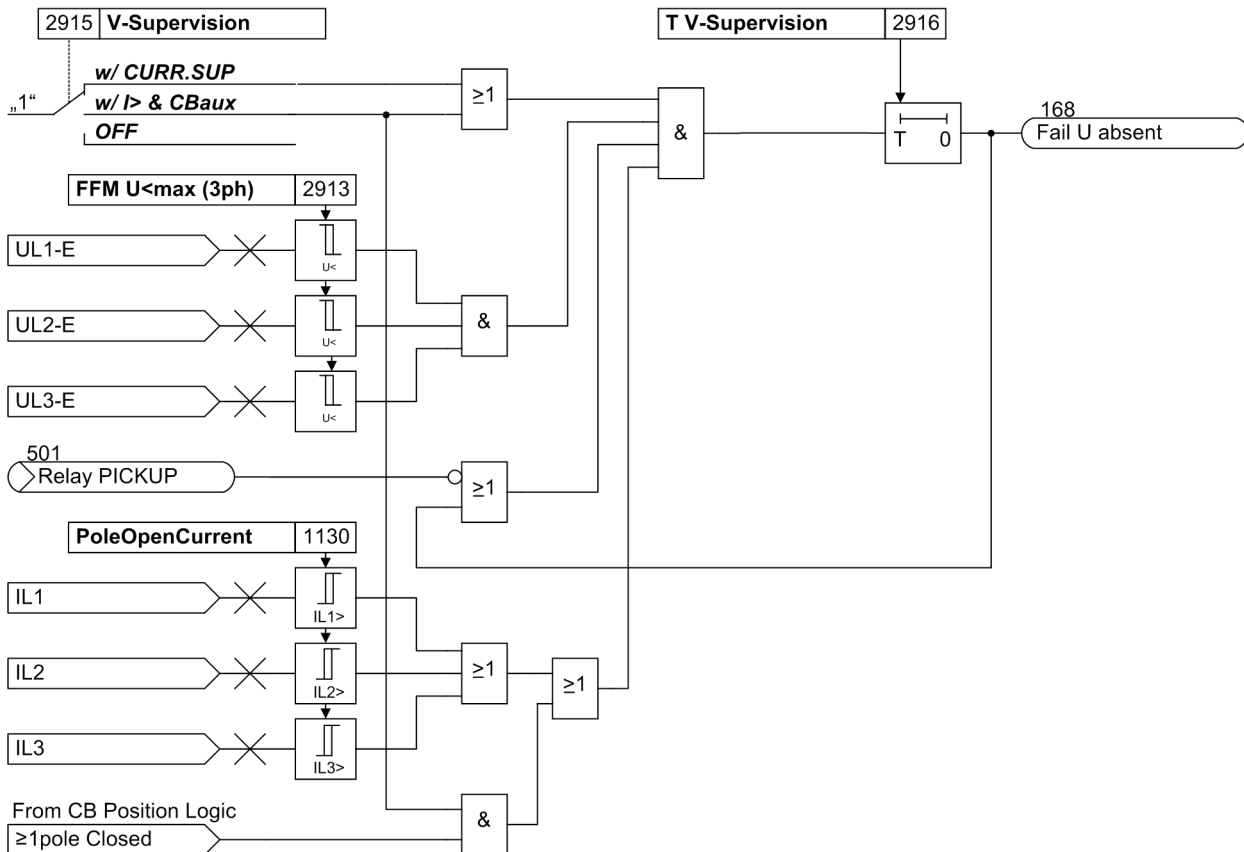 2915 V-Supervision
T V-Supervision 2916
w/ CURR.SUP
„1“
w/ I> & CBaux
OFF
≥1
&
T 0
168
Fail U absent
FFM U<max (3ph) 2913
UL1-E
U<
UL2-E
U<
&
UL3-E
U<
501
Relay PICKUP
≥1
PoleOpenCurrent 1130
IL1
IL1>
IL2
IL2>
≥1
≥1
IL3
IL3>
From CB Position Logic
≥1pole Closed
&